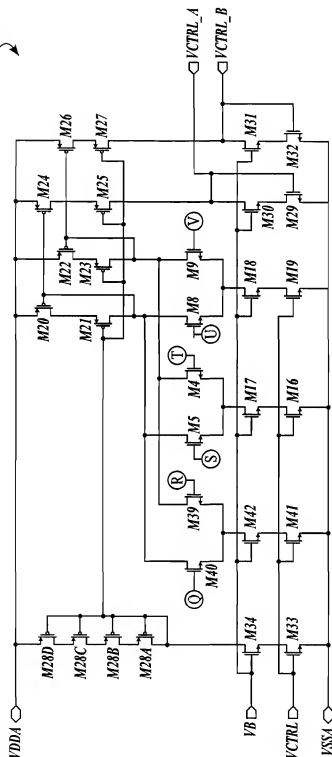 VDDA
M28D
M20
M22
M24
M26
M28C
M28B
M21
M23
M25
M27
M28A
VCTRL_A
VCTRL_B
Q
M40
M39
R
S
M5
M4
T
U
M8
M9
V
VB
M34
M42
M17
M18
M30
M31
VCTRL
M33
M41
M16
M19
M29
M32
VSSA